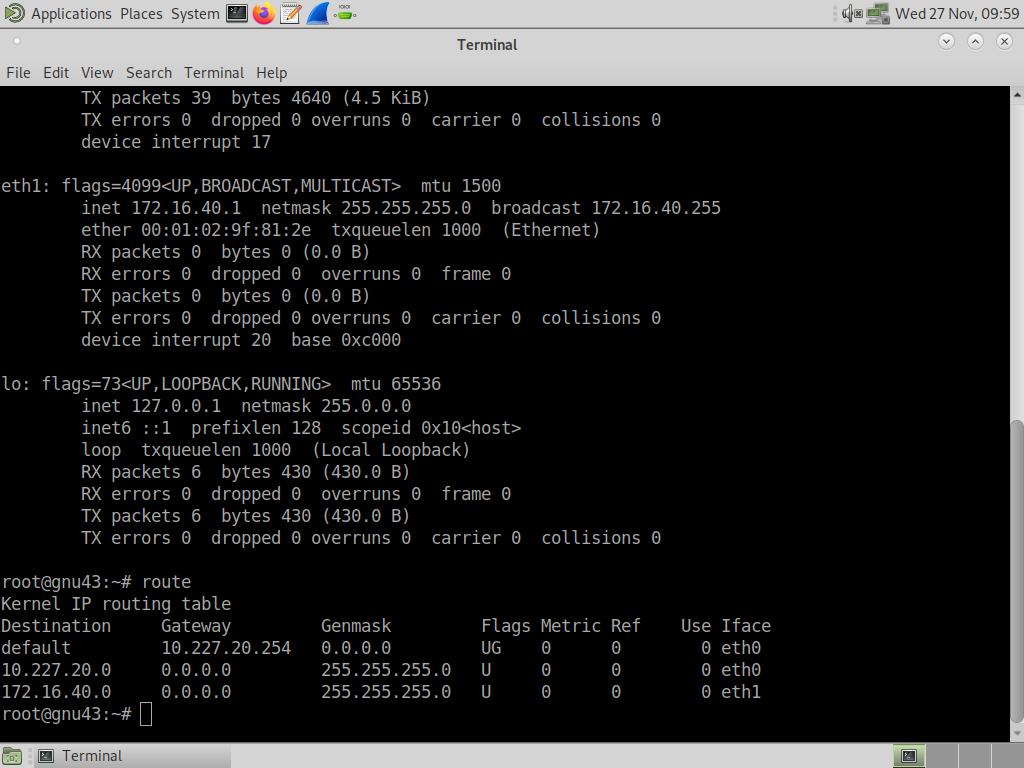 Applications Places System Wed 27 Nov, 09:59
Terminal
File Edit View Search Terminal Help
TX packets 39  bytes 4640 (4.5 KiB)
TX errors 0  dropped 0 overruns 0  carrier 0  collisions 0
device interrupt 17
eth1: flags=4099<UP,BROADCAST,MULTICAST>  mtu 1500
inet 172.16.40.1  netmask 255.255.255.0  broadcast 172.16.40.255
ether 00:01:02:9f:81:2e  txqueuelen 1000  (Ethernet)
RX packets 0  bytes 0 (0.0 B)
RX errors 0  dropped 0  overruns 0  frame 0
TX packets 0  bytes 0 (0.0 B)
TX errors 0  dropped 0 overruns 0  carrier 0  collisions 0
device interrupt 20  base 0xc000
lo: flags=73<UP,LOOPBACK,RUNNING>  mtu 65536
inet 127.0.0.1  netmask 255.0.0.0
inet6 ::1  prefixlen 128  scopeid 0x10<host>
loop  txqueuelen 1000  (Local Loopback)
RX packets 6  bytes 430 (430.0 B)
RX errors 0  dropped 0  overruns 0  frame 0
TX packets 6  bytes 430 (430.0 B)
TX errors 0  dropped 0 overruns 0  carrier 0  collisions 0
root@gnu43:~# route
Kernel IP routing table
Destination     Gateway         Genmask         Flags Metric Ref    Use Iface
default         10.227.20.254   0.0.0.0         UG    0      0        0 eth0
10.227.20.0     0.0.0.0         255.255.255.0   U     0      0        0 eth0
172.16.40.0     0.0.0.0         255.255.255.0   U     0      0        0 eth1
root@gnu43:~#
Terminal